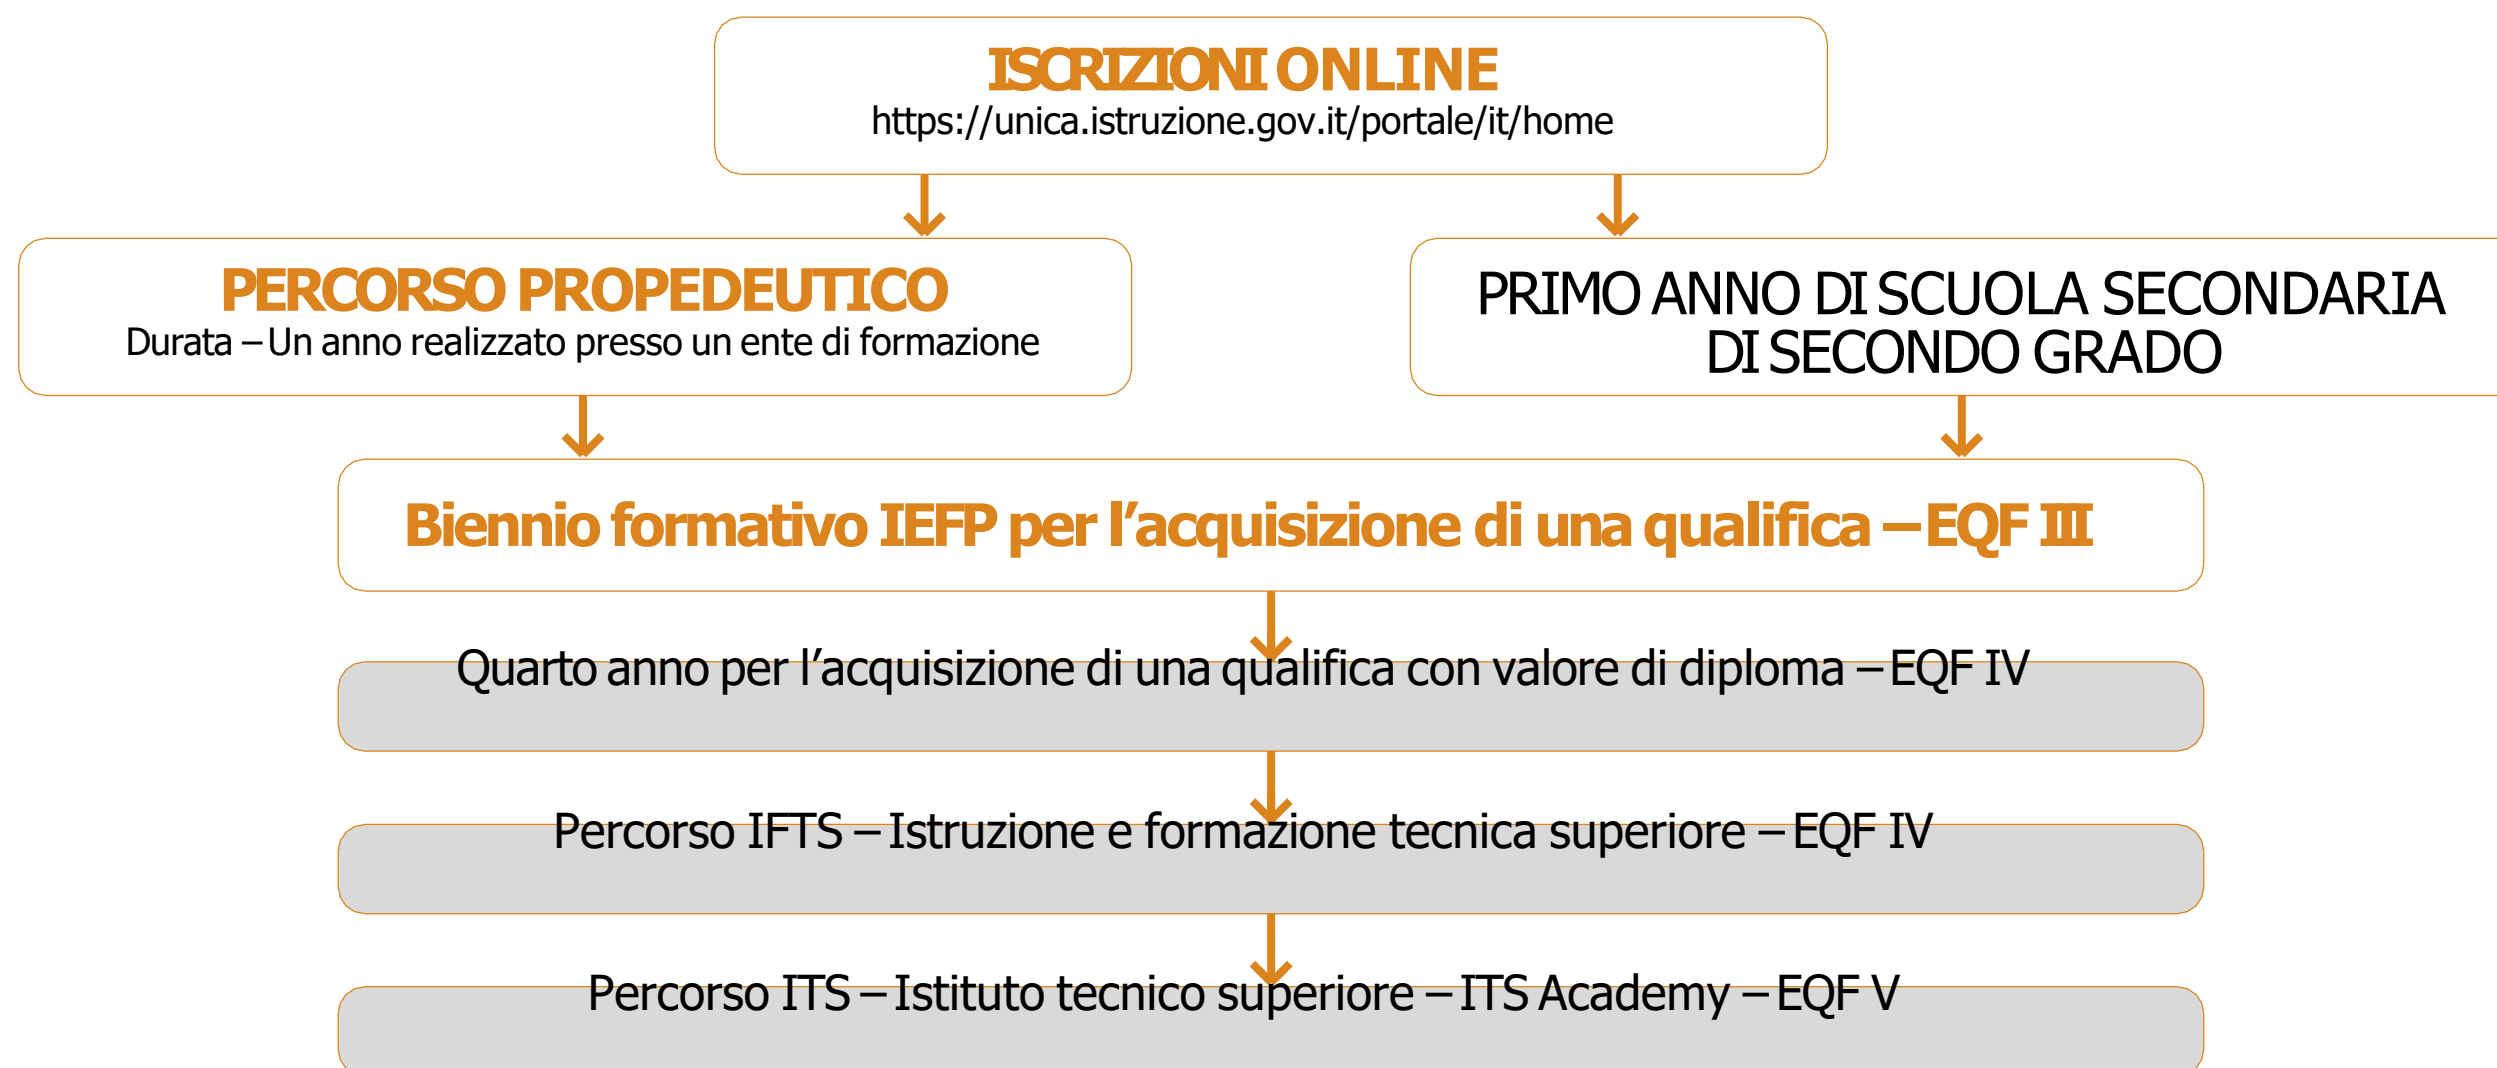 ISCRIZIONI ONLINE
https://unica.istruzione.gov.it/portale/it/home
PERCORSO PROPEDEUTICO
Durata – Un anno realizzato presso un ente di formazione
PRIMO ANNO DI SCUOLA SECONDARIA
DI SECONDO GRADO
Biennio formativo IEFP per l’acquisizione di una qualifica – EQF III
Quarto anno per l’acquisizione di una qualifica con valore di diploma – EQF IV
Percorso IFTS – Istruzione e formazione tecnica superiore – EQF IV
Percorso ITS – Istituto tecnico superiore – ITS Academy – EQF V